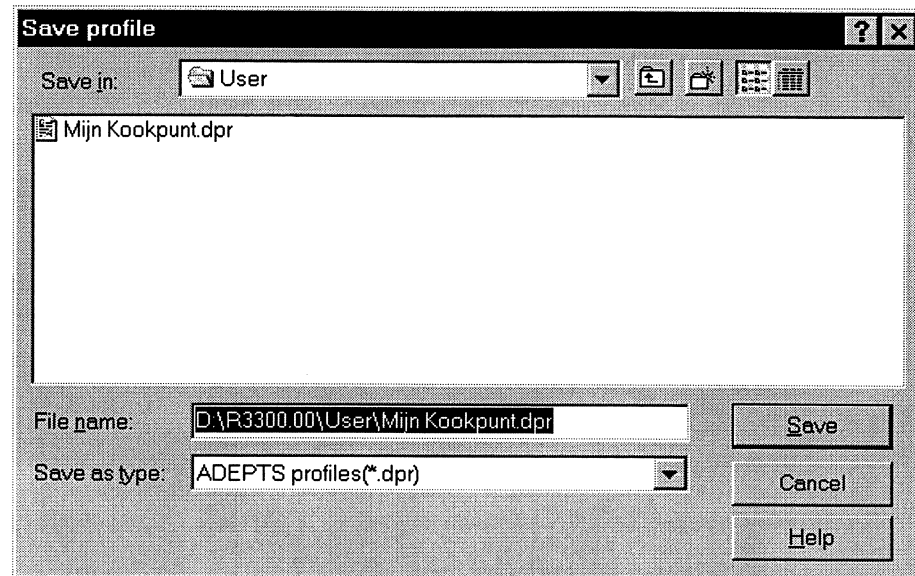 Save profile
Save in: User
Mijn Kookpunt.dpr
File name: D:\R3300.00\User\Mijn Kookpunt.dpr Save
Save as type: ADEPTS profiles(*.dpr) Cancel
Help